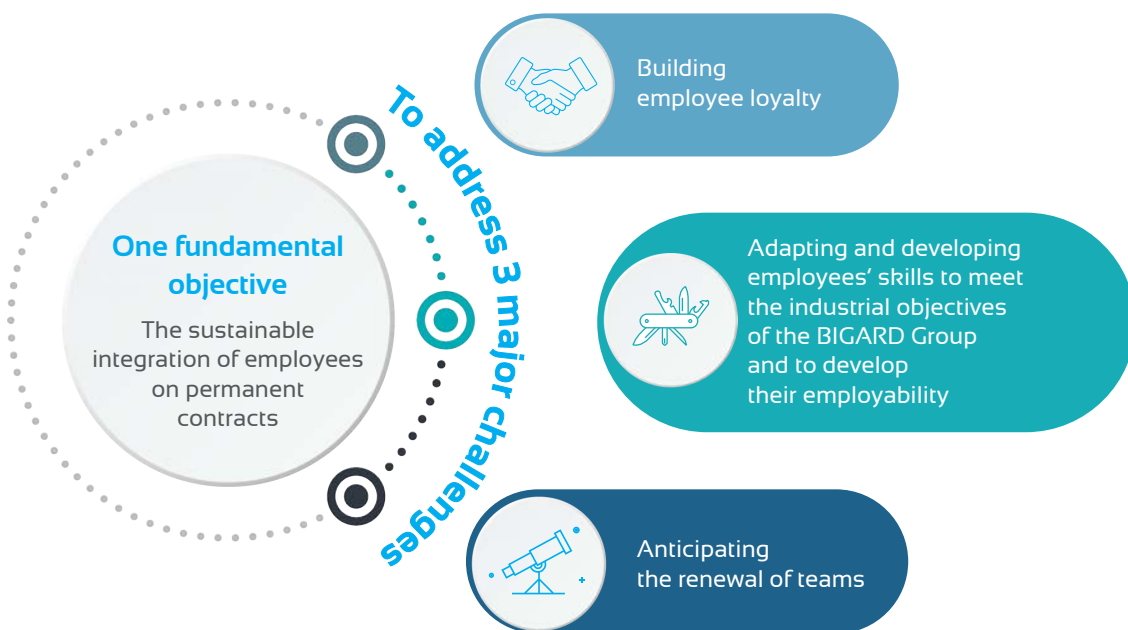 One fundamental
objective
The sustainable
integration of employees
on permanent
contracts
To address 3 major challenges
Building
employee loyalty
Adapting and developing
employees’ skills to meet
the industrial objectives
of the BIGARD Group
and to develop
their employability
Anticipating
the renewal of teams